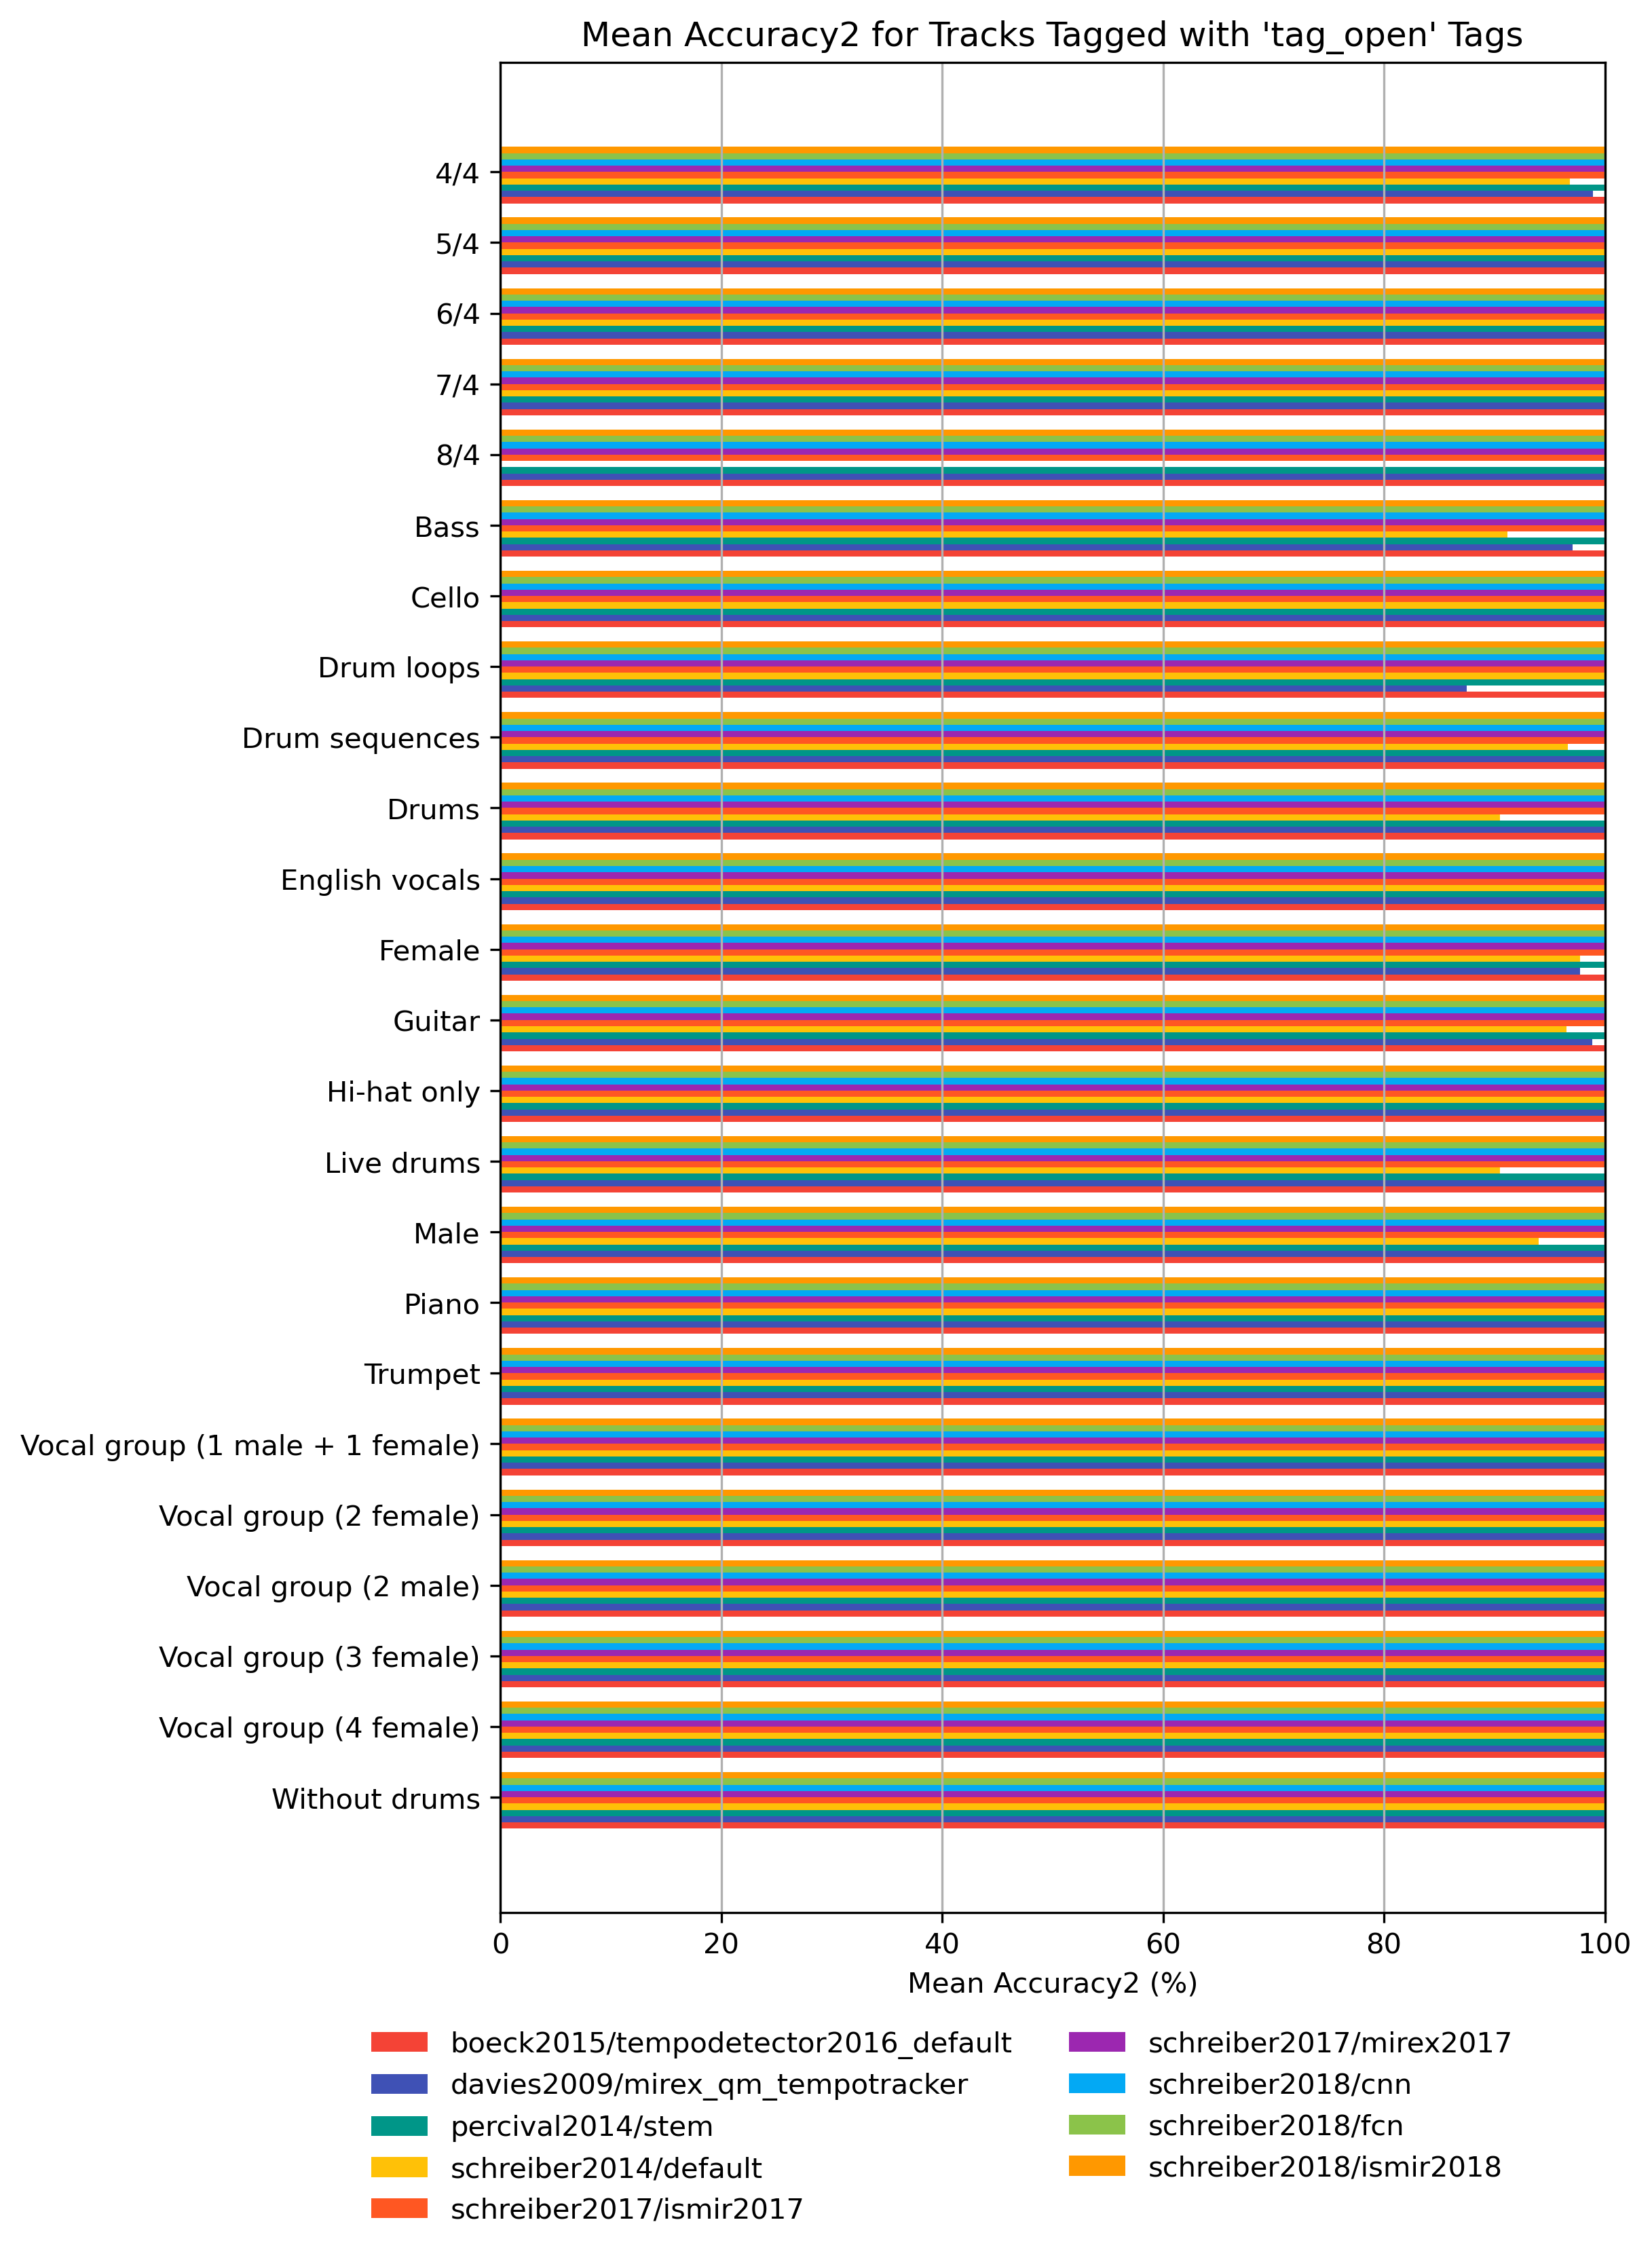 Mean Accuracy2 for Tracks Tagged with 'tag_open' Tags
4/4
5/4
6/4
7/4
8/4
Bass
Cello
Drum loops
Drum sequences
Drums
English vocals
Female
Guitar
Hi-hat only
Live drums
Male
Piano
Trumpet
Vocal group (1 male + 1 female)
Vocal group (2 female)
Vocal group (2 male)
Vocal group (3 female)
Vocal group (4 female)
Without drums
0 20 40 60 80 100
Mean Accuracy2 (%)
boeck2015/tempodetector2016_default
davies2009/mirex_qm_tempotracker
percival2014/stem
schreiber2014/default
schreiber2017/ismir2017
schreiber2017/mirex2017
schreiber2018/cnn
schreiber2018/fcn
schreiber2018/ismir2018